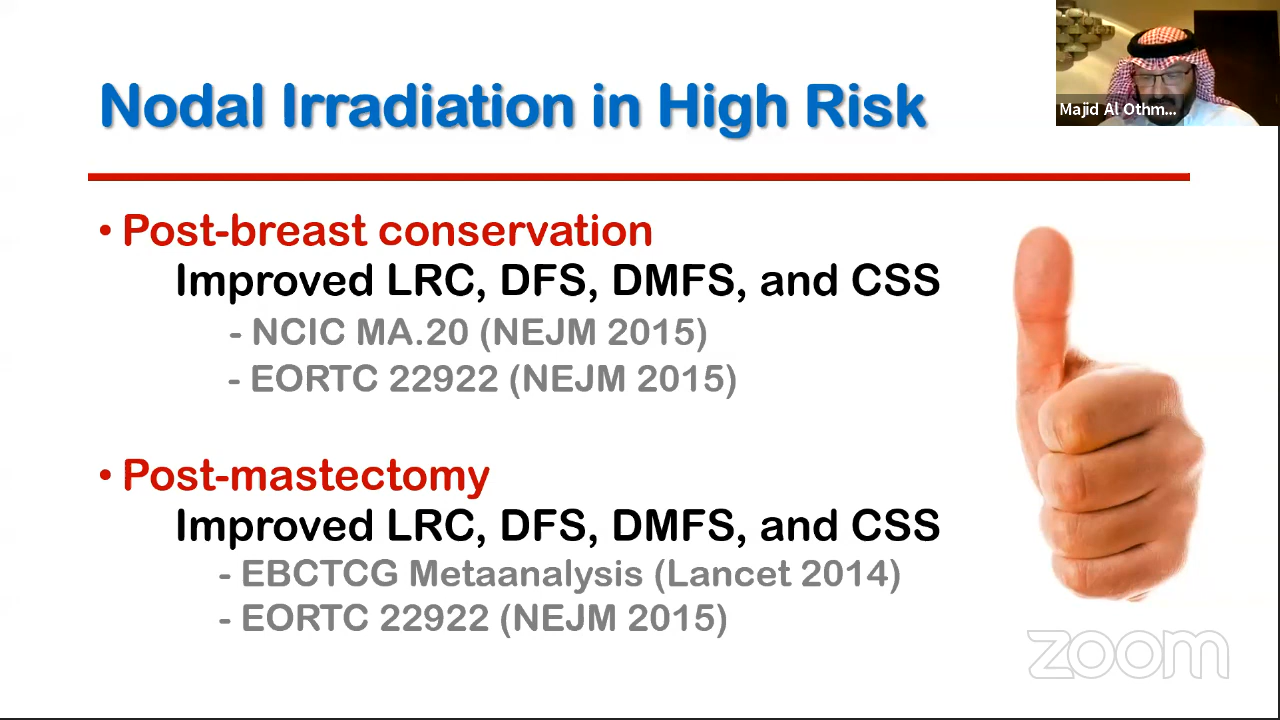 Nodal Irradiation in High Risk
Majid Al Othm...
• Post-breast conservation
Improved LRC, DFS, DMFS, and CSS
- NCIC MA.20 (NEJM 2015)
- EORTC 22922 (NEJM 2015)
• Post-mastectomy
Improved LRC, DFS, DMFS, and CSS
- EBCTCG Metaanalysis (Lancet 2014)
- EORTC 22922 (NEJM 2015)
zoom